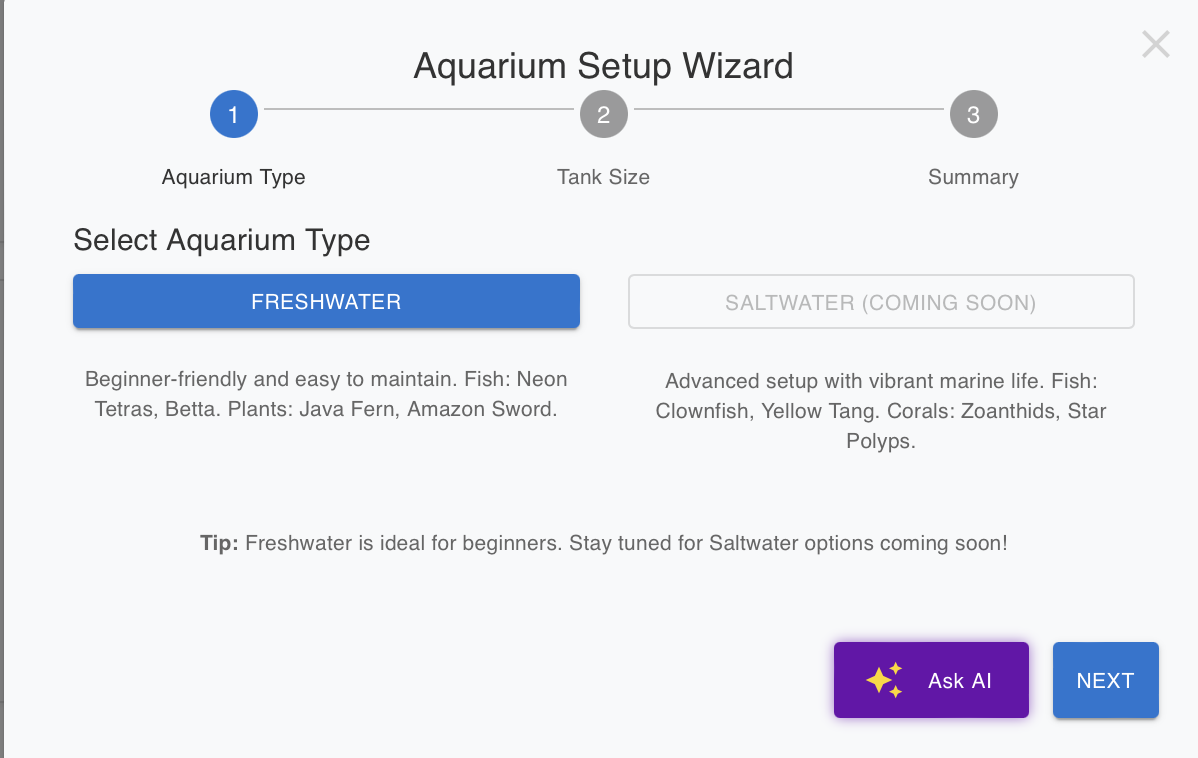 Aquarium Setup Wizard
1
2
3
Aquarium Type
Tank Size
Summary
Select Aquarium Type
FRESHWATER
SALTWATER (COMING SOON)
Beginner-friendly and easy to maintain. Fish: Neon
Tetras, Betta. Plants: Java Fern, Amazon Sword.
Advanced setup with vibrant marine life. Fish:
Clownfish, Yellow Tang. Corals: Zoanthids, Star
Polyps.
Tip: Freshwater is ideal for beginners. Stay tuned for Saltwater options coming soon!
Ask AI
NEXT